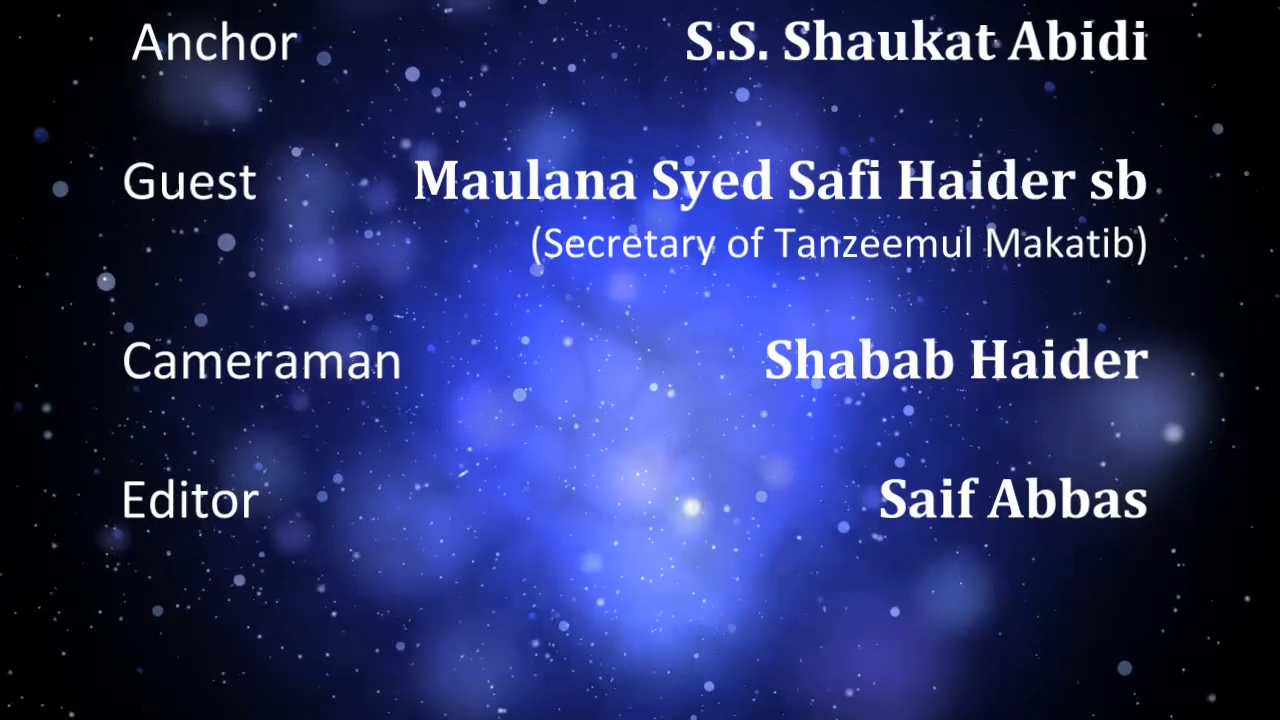 Anchor S.S. Shaukat Abidi
Guest Maulana Syed Safi Haider sb
(Secretary of Tanzeemul Makatib)
Cameraman Shabab Haider
Editor Saif Abbas